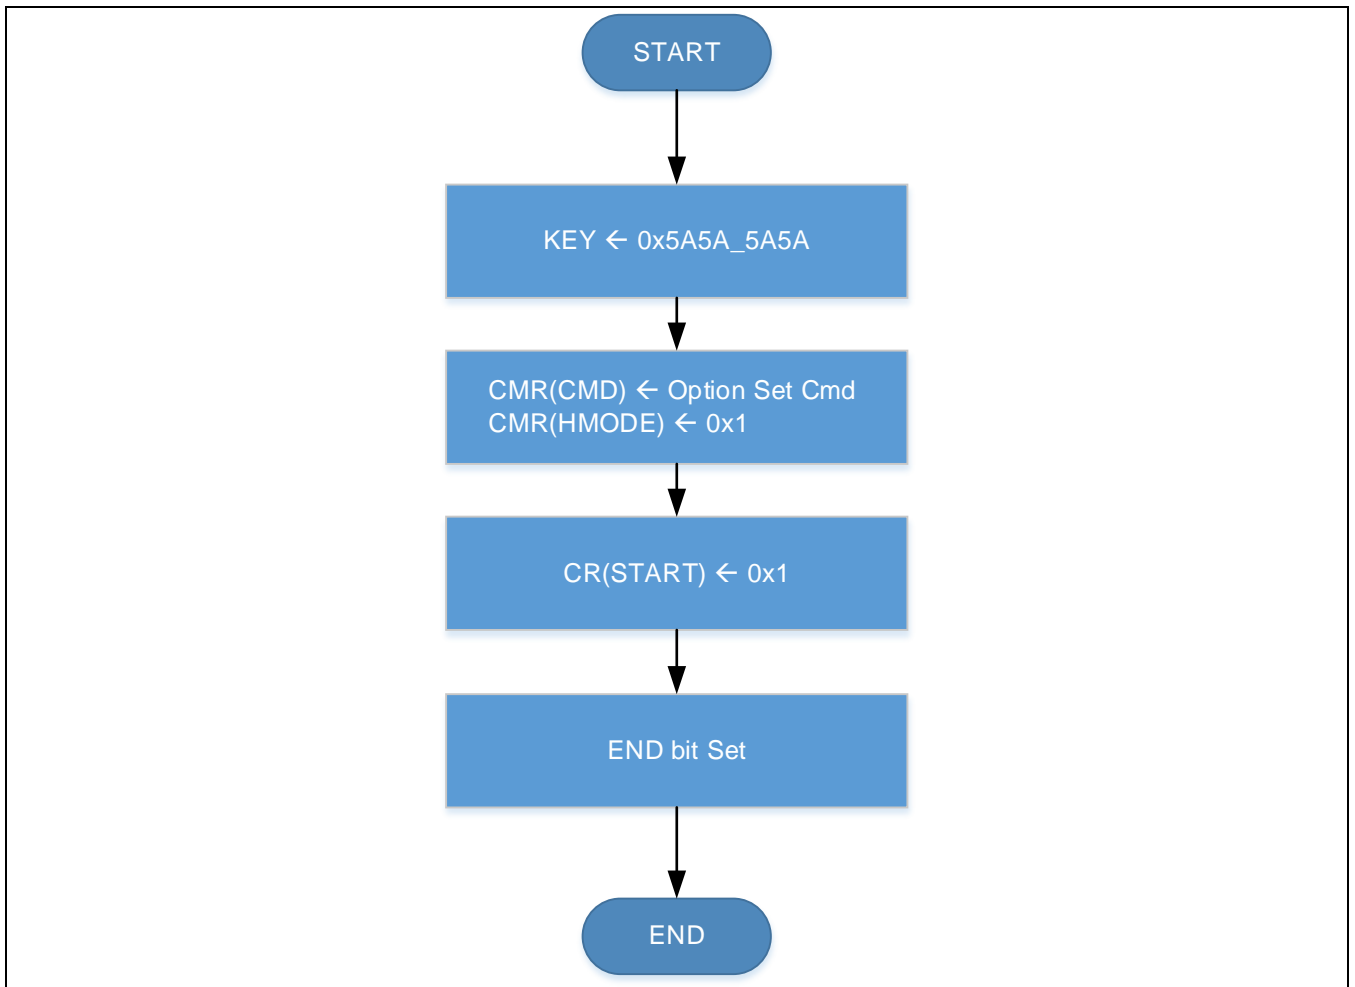 START
KEY ← 0x5A5A_5A5A
CMR(CMD) ← Option Set Cmd
CMR(HMODE) ← 0x1
CR(START) ← 0x1
END bit Set
END